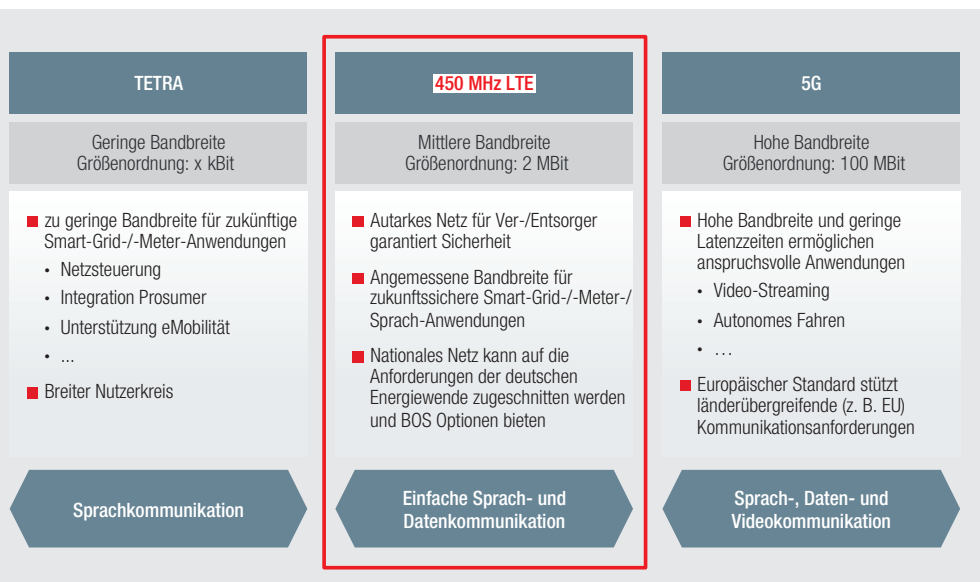 TETRA
Geringe Bandbreite
Größenordnung: x kBit
zu geringe Bandbreite für zukünftige
Smart-Grid-/-Meter-Anwendungen
• Netzsteuerung
• Integration Prosumer
• Unterstützung eMobilität
• ...
Breiter Nutzerkreis
Sprachkommunikation
450 MHz LTE
Mittlere Bandbreite
Größenordnung: 2 MBit
Autarkes Netz für Ver-/Entsorger
garantiert Sicherheit
Angemessene Bandbreite für
zukunftssichere Smart-Grid-/-Meter-/
Sprach-Anwendungen
Nationales Netz kann auf die
Anforderungen der deutschen
Energiewende zugeschnitten werden
und BOS Optionen bieten
Einfache Sprach- und
Datenkommunikation
5G
Hohe Bandbreite
Größenordnung: 100 MBit
Hohe Bandbreite und geringe
Latenzzeiten ermöglichen
anspruchsvolle Anwendungen
• Video-Streaming
• Autonomes Fahren
• ...
Europäischer Standard stützt
länderübergreifende (z. B. EU)
Kommunikationsanforderungen
Sprach-, Daten- und
Videokommunikation